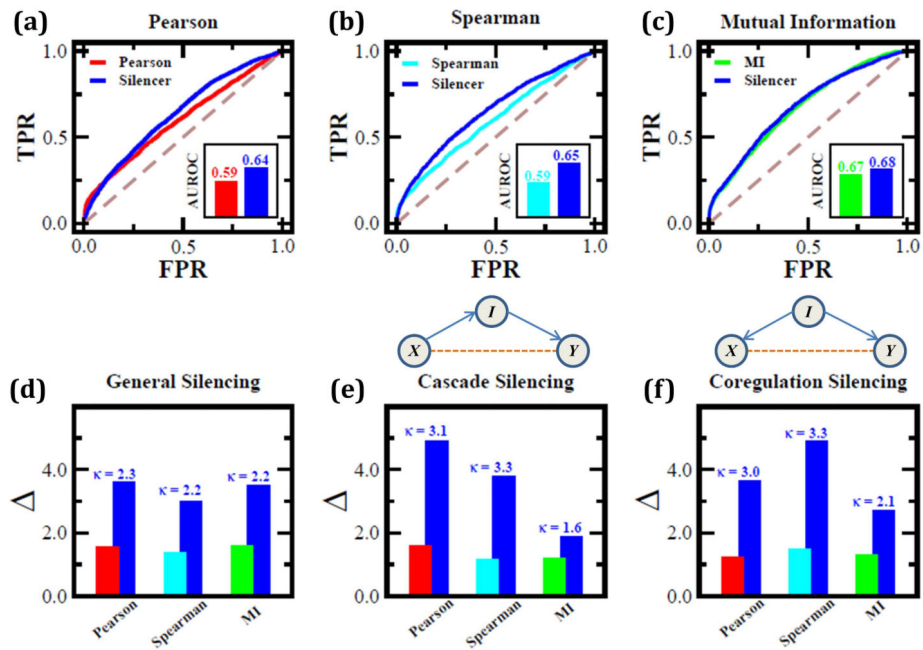 (a) Pearson
(b) Spearman
(c) Mutual Information
1.0
Pearson
Silencer
TPR
0.5
AUROC
0.59
0.64
0.0
0.0
0.5
1.0
FPR
1.0
Spearman
Silencer
TPR
0.5
AUROC
0.59
0.65
0.0
0.0
0.5
1.0
FPR
1.0
MI
Silencer
TPR
0.5
AUROC
0.67
0.68
0.0
0.0
0.5
1.0
FPR
I
X
Y
I
X
Y
(d) General Silencing
(e) Cascade Silencing
(f) Coregulation Silencing
4.0
2.0
0.0
Δ
κ = 2.3
κ = 2.2
κ = 2.2
Pearson
Spearman
MI
4.0
2.0
0.0
Δ
κ = 3.1
κ = 3.3
κ = 1.6
Pearson
Spearman
MI
4.0
2.0
0.0
Δ
κ = 3.0
κ = 3.3
κ = 2.1
Pearson
Spearman
MI